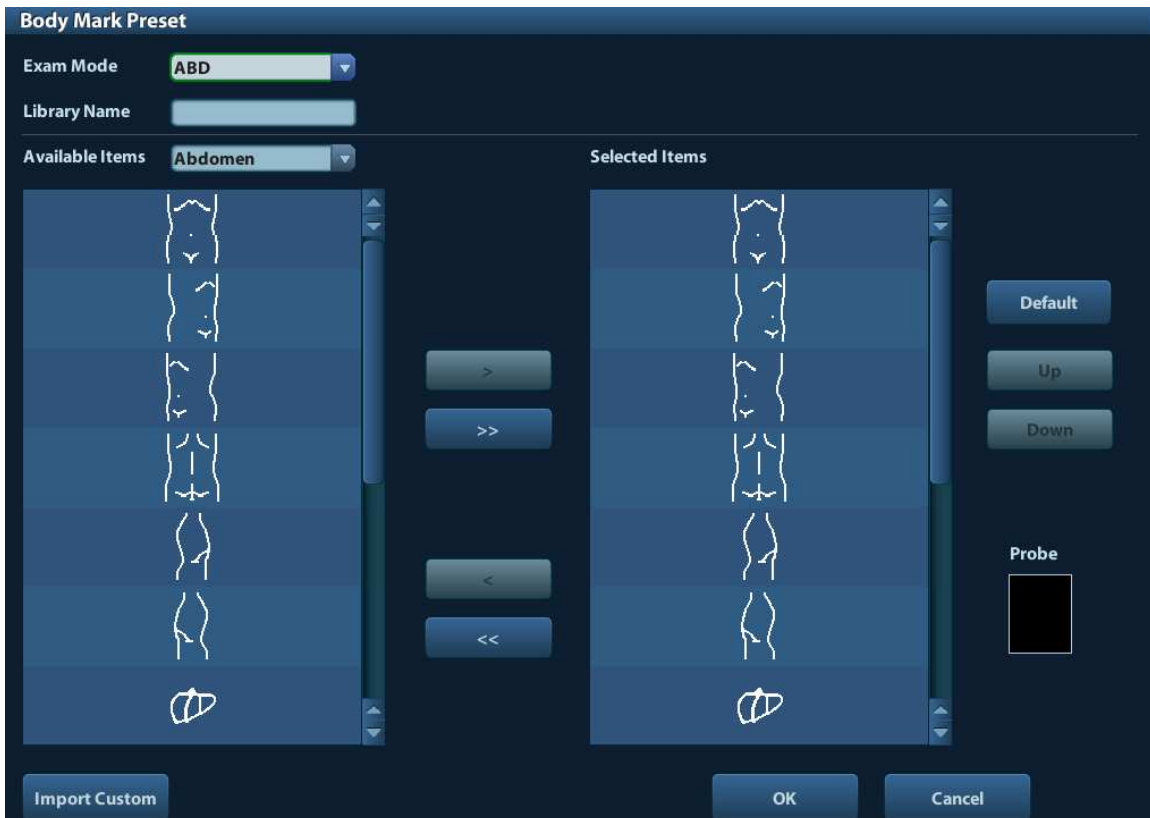 Body Mark Preset
Exam Mode ABD
Library Name
Available Items Abdomen Selected Items
Default
> Up
>> Down
Probe
<
<<
Import Custom OK Cancel